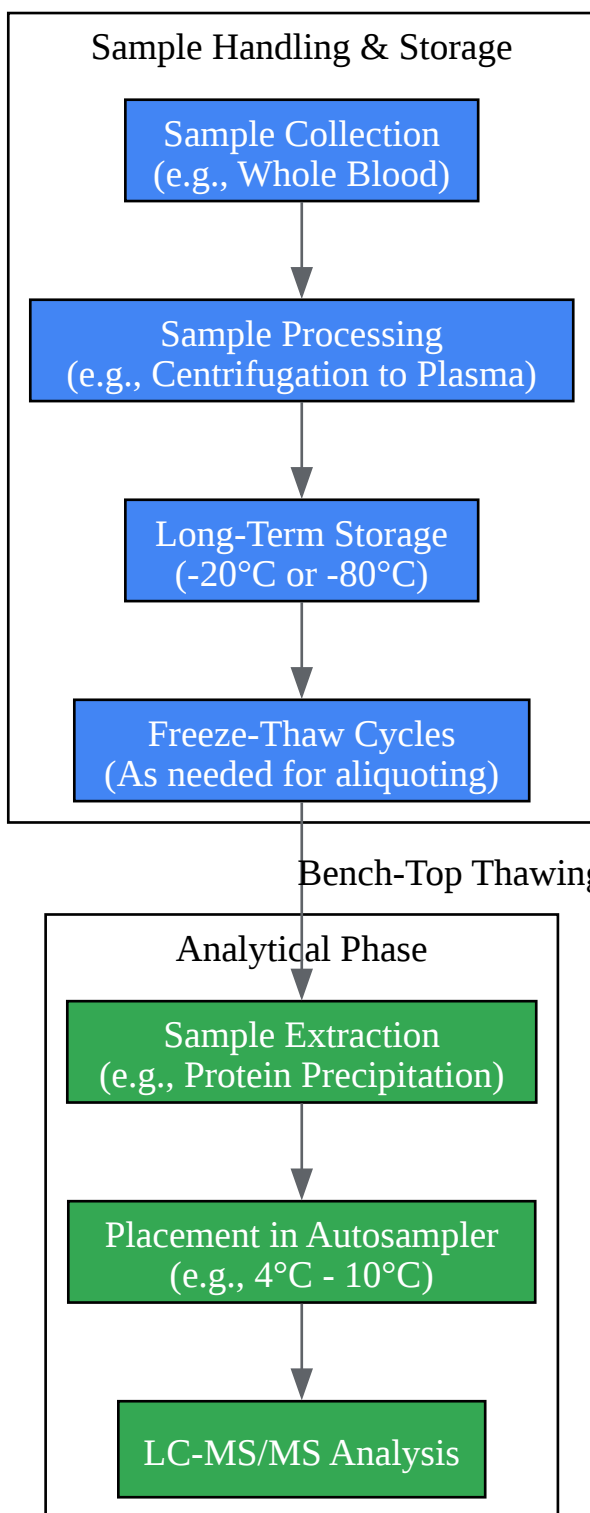 Sample Handling & Storage
Sample Collection
(e.g., Whole Blood)
Sample Processing
(e.g., Centrifugation to Plasma)
Long-Term Storage
(-20°C or -80°C)
Freeze-Thaw Cycles
(As needed for aliquoting)
Bench-Top Thawing
Analytical Phase
Sample Extraction
(e.g., Protein Precipitation)
Placement in Autosampler
(e.g., 4°C - 10°C)
LC-MS/MS Analysis